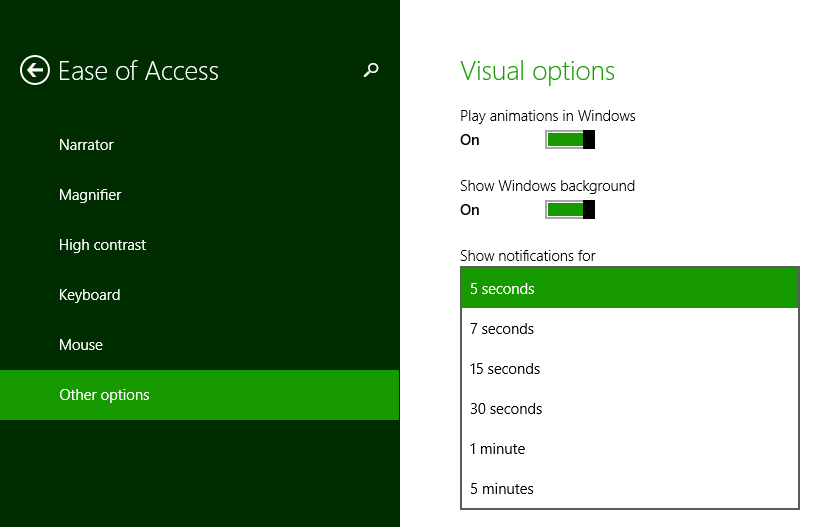 Ease of Access
Narrator
Magnifier
High contrast
Keyboard
Mouse
Other options
Visual options
Play animations in Windows
On
Show Windows background
On
Show notifications for
5 seconds
7 seconds
15 seconds
30 seconds
1 minute
5 minutes